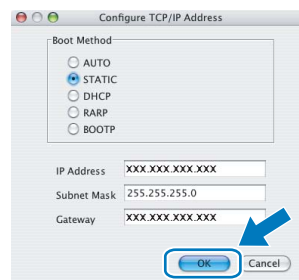 Configure TCP/IP Address
Boot Method
AUTO
STATIC
DHCP
RARP
BOOTP
IP Address XXX.XXX.XXX.XXX
Subnet Mask 255.255.255.0
Gateway XXX.XXX.XXX.XXX
OK Cancel